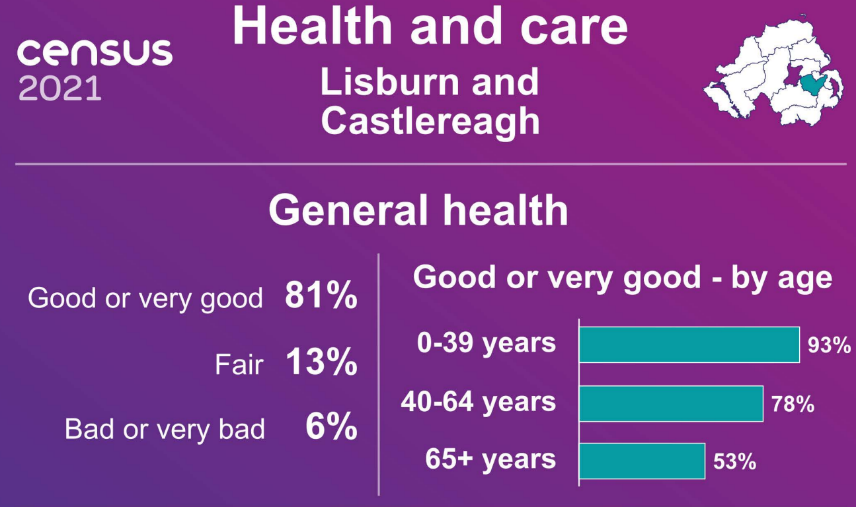 census
2021
Health and care
Lisburn and
Castlereagh
General health
Good or very good 81%
Fair 13%
Bad or very bad 6%
Good or very good - by age
0-39 years 93%
40-64 years 78%
65+ years 53%